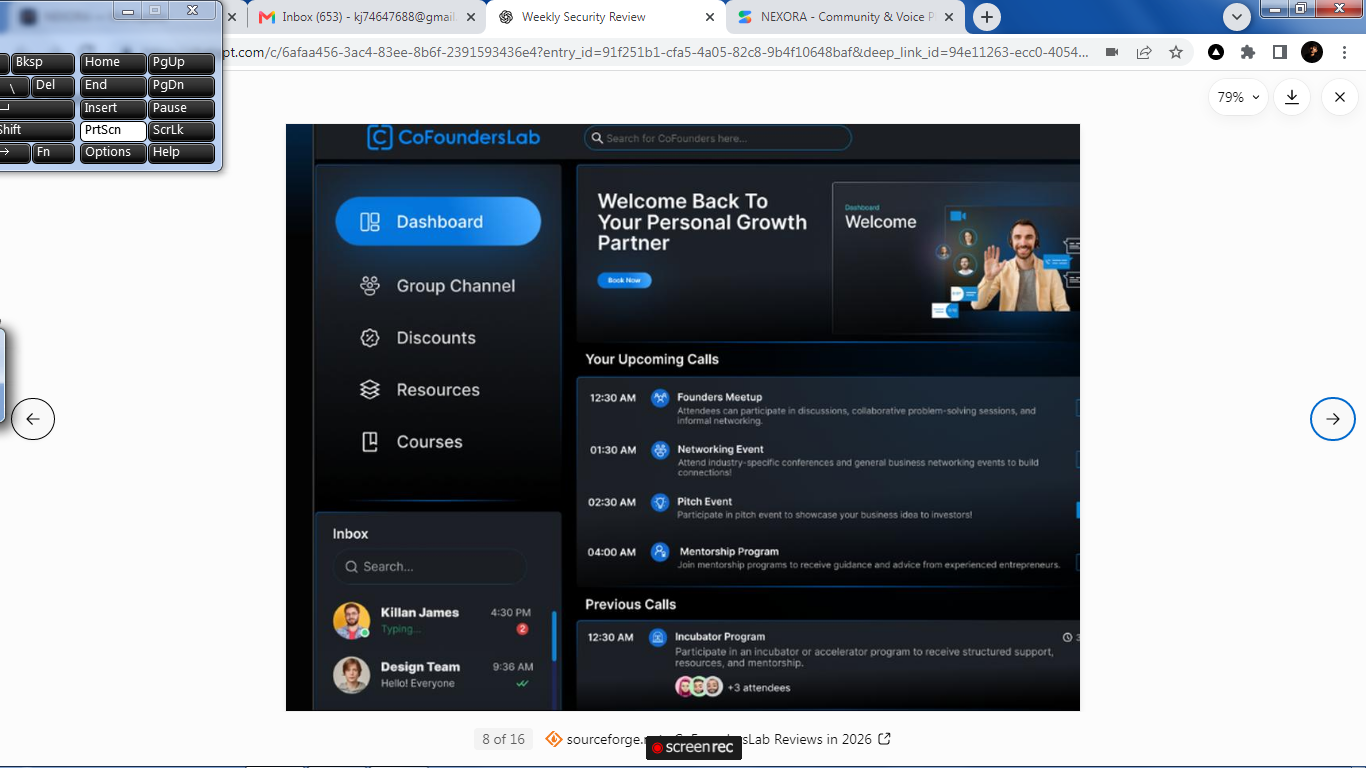 Inbox (653) - kj74647688@gmail.
Weekly Security Review
NEXORA - Community & Voice P
pt.com/c/6afaa456-3ac4-83ee-8b6f-2391593436e4?entry_id=91f251b1-cfa5-4a05-82c8-9b4f10648baf&deep_link_id=94e11263-ecc0-4054...
Bksp
Home
PgUp
\
Del
End
PgDn
Insert
Pause
Shift
PrtScn
ScrLk
Fn
Options
Help
79%
CoFoundersLab
Search for CoFounders here...
Dashboard
Group Channel
Discounts
Resources
Courses
Welcome Back To
Your Personal Growth
Partner
Book Now
Dashboard
Welcome
Your Upcoming Calls
12:30 AM
Founders Meetup
Attendees can participate in discussions, collaborative problem-solving sessions, and
informal networking.
01:30 AM
Networking Event
Attend industry-specific conferences and general business networking events to build
connections!
02:30 AM
Pitch Event
Participate in pitch event to showcase your business idea to investors!
04:00 AM
Mentorship Program
Join mentorship programs to receive guidance and advice from experienced entrepreneurs.
Inbox
Search...
Killan James
4:30 PM
Typing...
2
Design Team
9:36 AM
Hello! Everyone
Previous Calls
12:30 AM
Incubator Program
3
Participate in an incubator or accelerator program to receive structured support,
resources, and mentorship.
+3 attendees
8 of 16
sourceforge.
Lab Reviews in 2026
screenrec